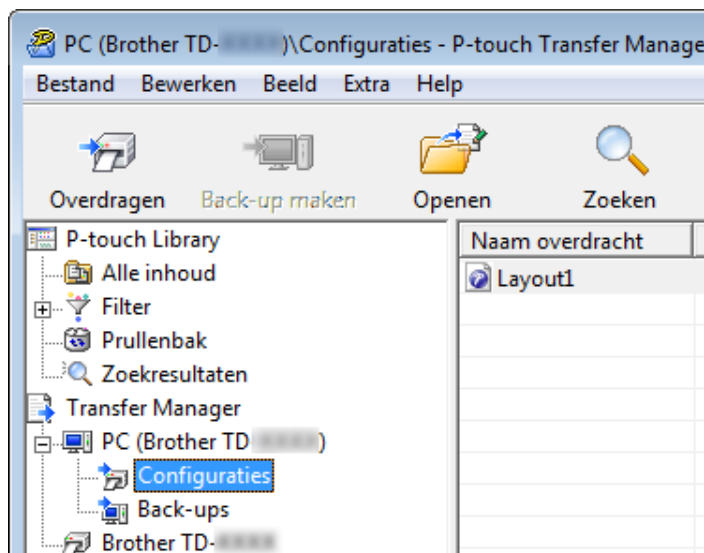 PC (Brother TD- )\Configuraties - P-touch Transfer Manage
Bestand Bewerken Beeld Extra Help
Overdragen Back-up maken Openen Zoeken
P-touch Library
Alle inhoud
Filter
Prullenbak
Zoekresultaten
Transfer Manager
PC (Brother TD- )
Configuraties
Back-ups
Brother TD-
Naam overdracht
Layout1